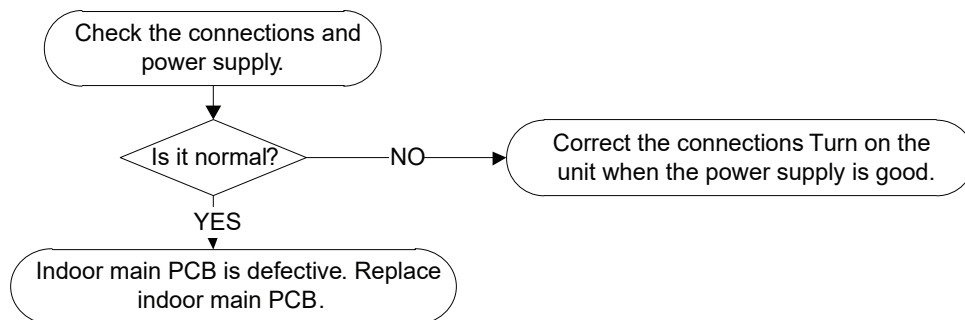 Check the connections and
power supply.
Is it normal?
NO
Correct the connections Turn on the
unit when the power supply is good.
YES
Indoor main PCB is defective. Replace
indoor main PCB.